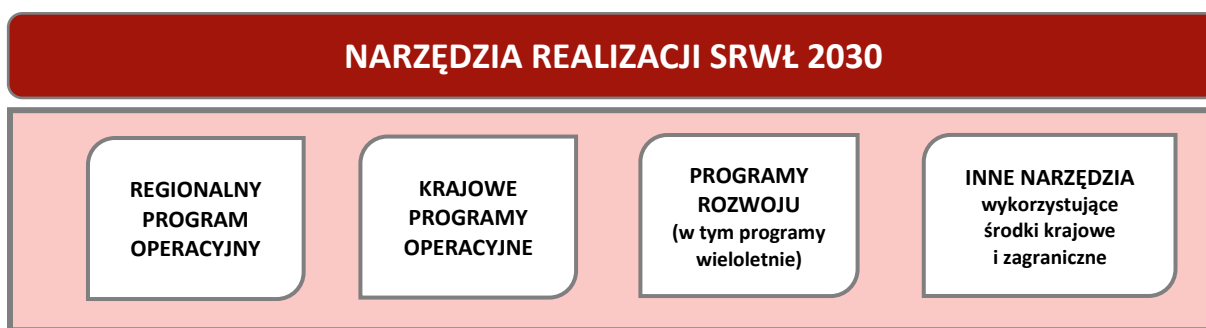 NARZĘDZIA REALIZACJI SRWŁ 2030
REGIONALNY
PROGRAM
OPERACYJNY
KRAJOWE
PROGRAMY
OPERACYJNE
PROGRAMY
ROZWOJU
(w tym programy
wieloletnie)
INNE NARZĘDZIA
wykorzystujące
środki krajowe
i zagraniczne